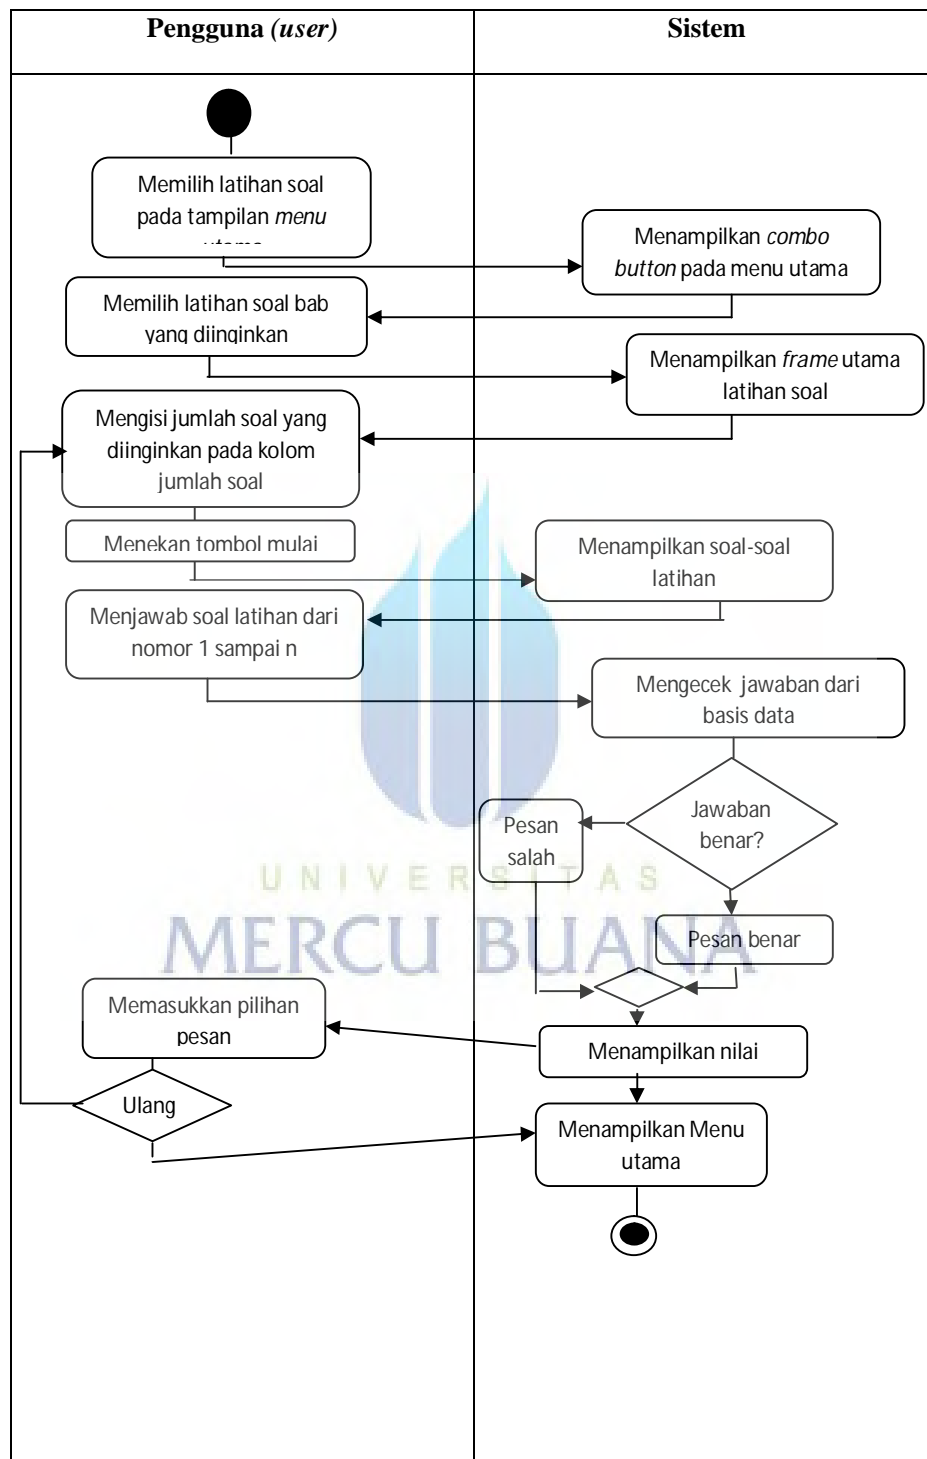 Pengguna (user)
Sistem
Memilih latihan soal
pada tampilan menu
utama
Menampilkan combo
button pada menu utama
Memilih latihan soal bab
yang diinginkan
Menampilkan frame utama
latihan soal
Mengisi jumlah soal yang
diinginkan pada kolom
jumlah soal
Menekan tombol mulai
Menampilkan soal-soal
latihan
Menjawab soal latihan dari
nomor 1 sampai n
Mengecek jawaban dari
basis data
Jawaban
benar?
Pesan
salah
UNIVERSITAS
MERCU BUANA
Pesan benar
Memasukkan pilihan
pesan
Menampilkan nilai
Ulang
Menampilkan Menu
utama